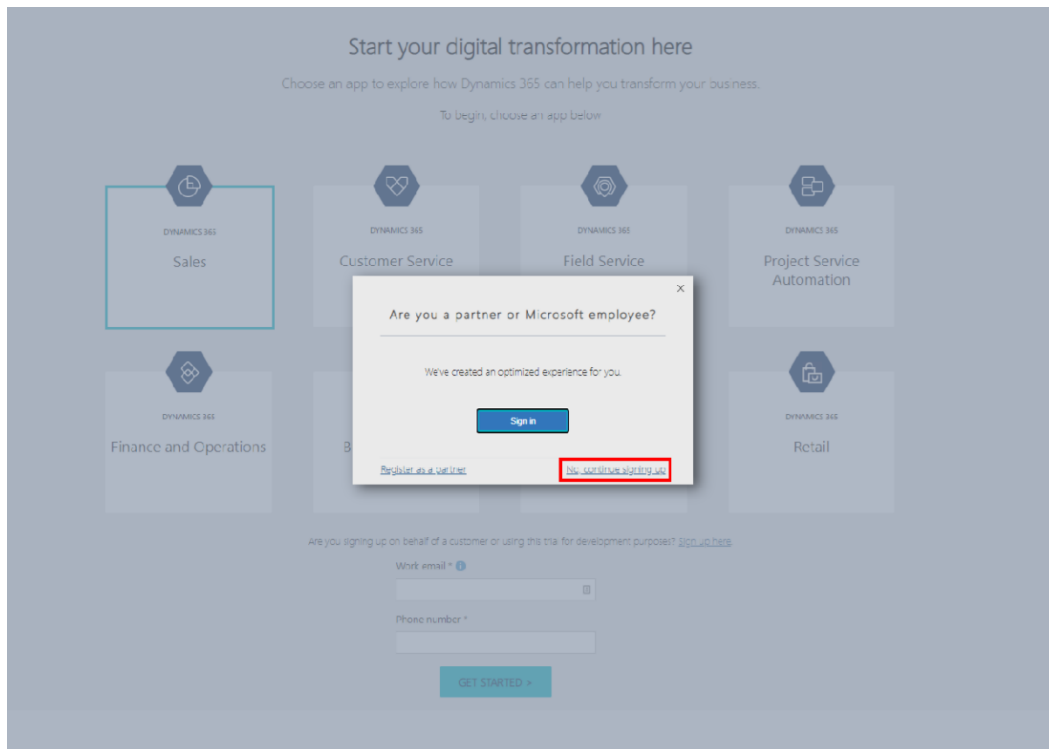 Start your digital transformation here
Choose an app to explore how Dynamics 365 can help you transform your business.
To begin, choose an app below
DYNAMICS 365
Sales
DYNAMICS 365
Customer Service
DYNAMICS 365
Field Service
DYNAMICS 365
Project Service
Automation
X
Are you a partner or Microsoft employee?
We've created an optimized experience for you.
Sign in
Register as a partner
No, continue signing up
DYNAMICS 365
Finance and Operations
B
DYNAMICS 365
Retail
Are you signing up on behalf of a customer or using this trial for development purposes? Sign up here.
Work email *
Phone number *
GET STARTED >